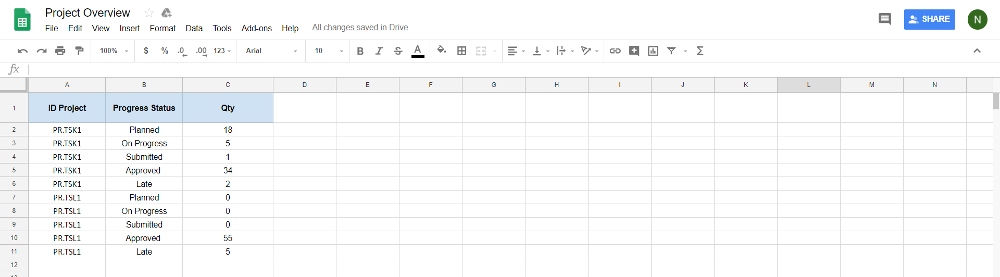 Project Overview
File Edit View Insert Format Data Tools Add-ons Help All changes saved in Drive
SHARE
N
100% $ % .0 .00 123 Arial 10 B I S A Σ
fx
A B C D E F G H I J K L M N
1 ID Project Progress Status Qty
2 PR.TSK1 Planned 18
3 PR.TSK1 On Progress 5
4 PR.TSK1 Submitted 1
5 PR.TSK1 Approved 34
6 PR.TSK1 Late 2
7 PR.TSL1 Planned 0
8 PR.TSL1 On Progress 0
9 PR.TSL1 Submitted 0
10 PR.TSL1 Approved 55
11 PR.TSL1 Late 5
12